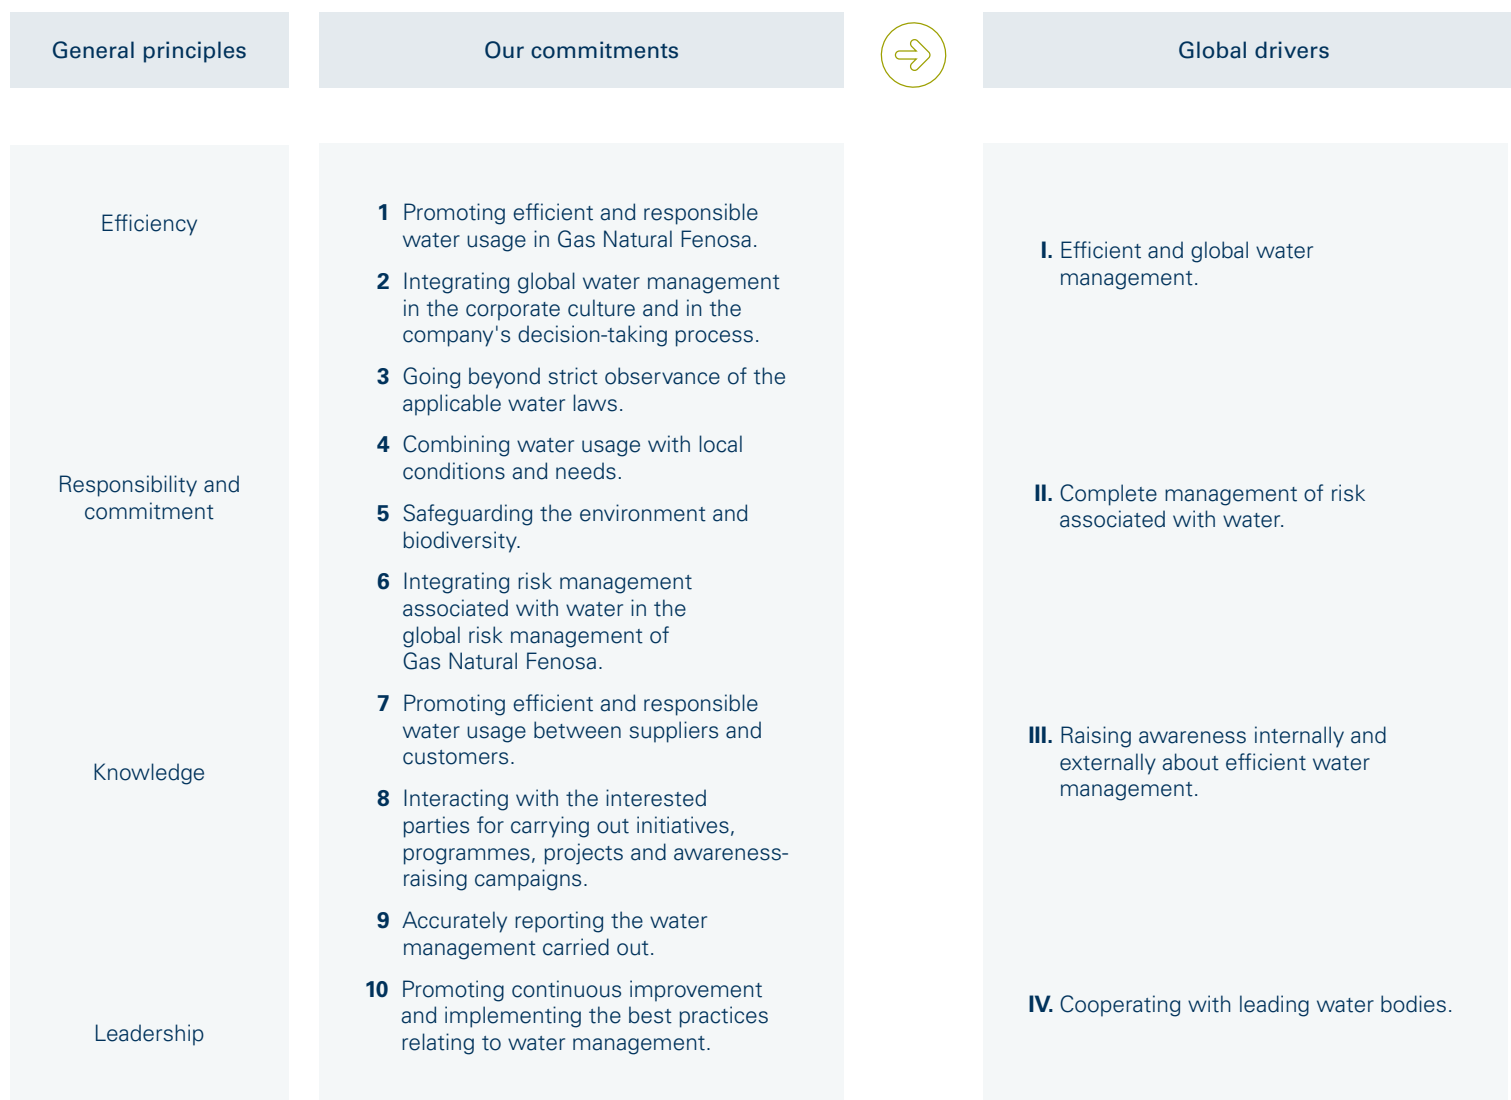 General principles
Our commitments
Global drivers
Efficiency
Responsibility and
commitment
Knowledge
Leadership
1 Promoting efficient and responsible
water usage in Gas Natural Fenosa.
2 Integrating global water management
in the corporate culture and in the
company's decision-taking process.
3 Going beyond strict observance of the
applicable water laws.
4 Combining water usage with local
conditions and needs.
5 Safeguarding the environment and
biodiversity.
6 Integrating risk management
associated with water in the
global risk management of
Gas Natural Fenosa.
7 Promoting efficient and responsible
water usage between suppliers and
customers.
8 Interacting with the interested
parties for carrying out initiatives,
programmes, projects and awareness-
raising campaigns.
9 Accurately reporting the water
management carried out.
10 Promoting continuous improvement
and implementing the best practices
relating to water management.
I. Efficient and global water
management.
II. Complete management of risk
associated with water.
III. Raising awareness internally and
externally about efficient water
management.
IV. Cooperating with leading water bodies.